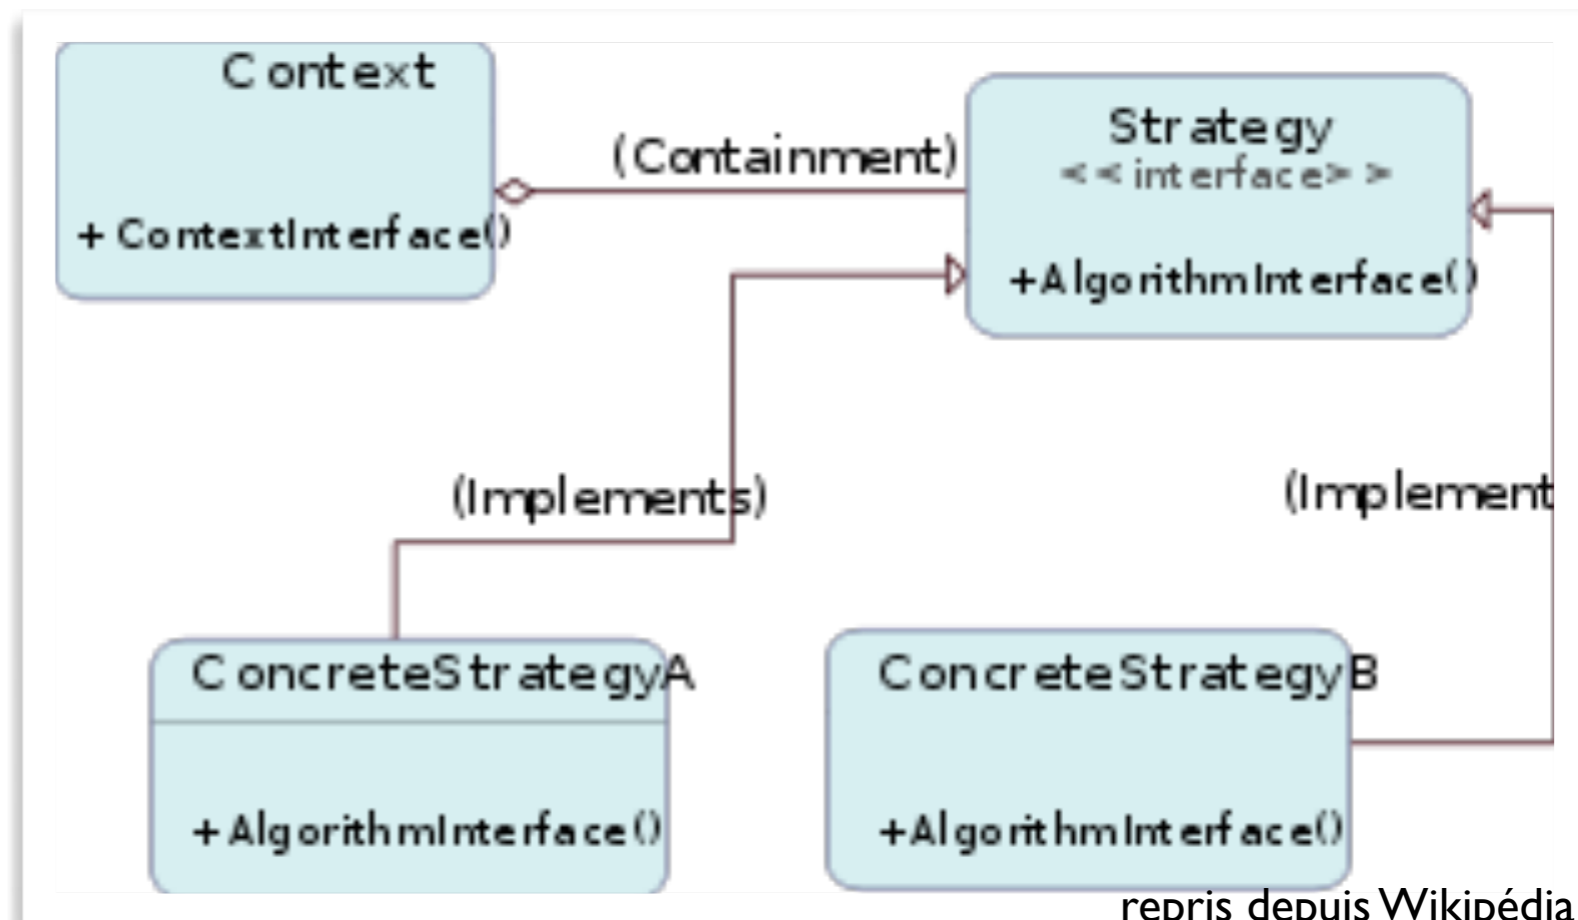 Context
+ ContextInterface()
(Containment)
Strategy
<<interface>>
+AlgorithmInterface()
(Implements)
(Implement
ConcreteStrategyA
+AlgorithmInterface()
ConcreteStrategyB
+AlgorithmInterface()
repris depuis Wikipédia